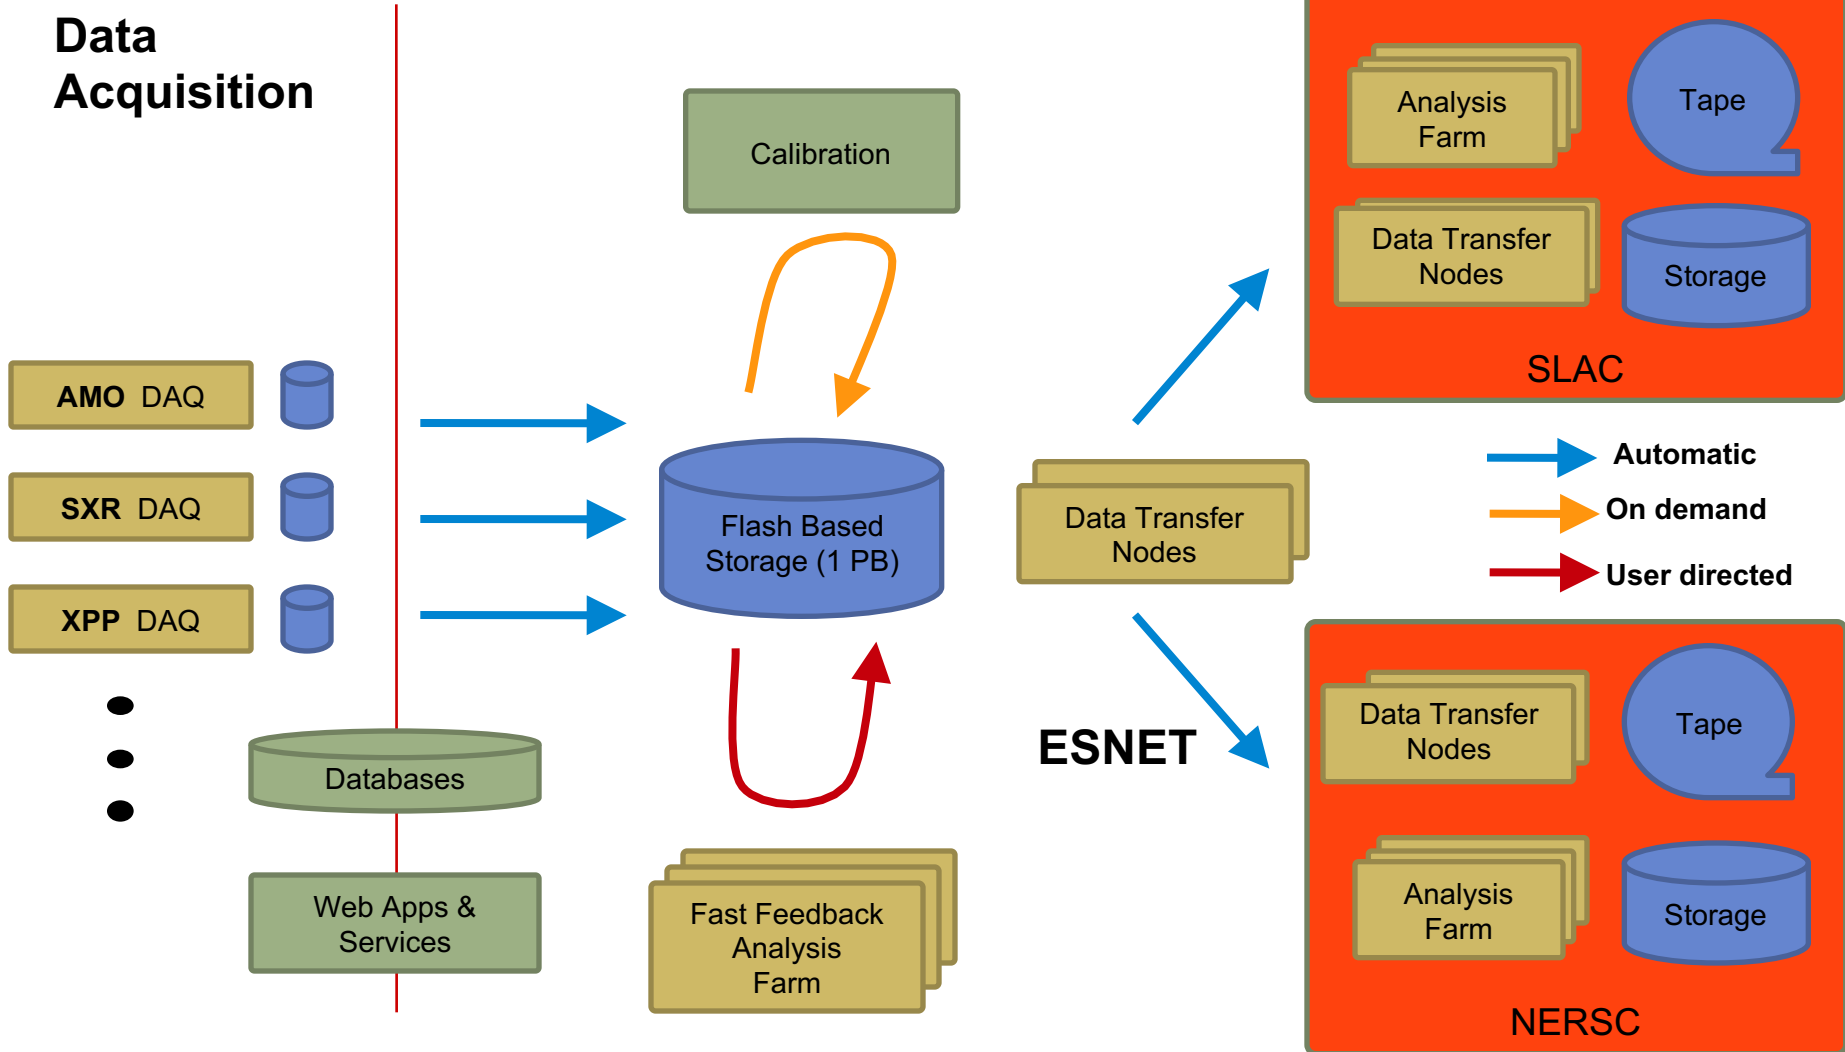 Data
Acquisition
AMO DAQ
SXR DAQ
XPP DAQ
Databases
Web Apps &
Services
Calibration
Flash Based
Storage (1 PB)
Fast Feedback
Analysis
Farm
Data Transfer
Nodes
ESNET
Analysis
Farm
Tape
Data Transfer
Nodes
Storage
SLAC
Automatic
On demand
User directed
Data Transfer
Nodes
Tape
Analysis
Farm
Storage
NERSC